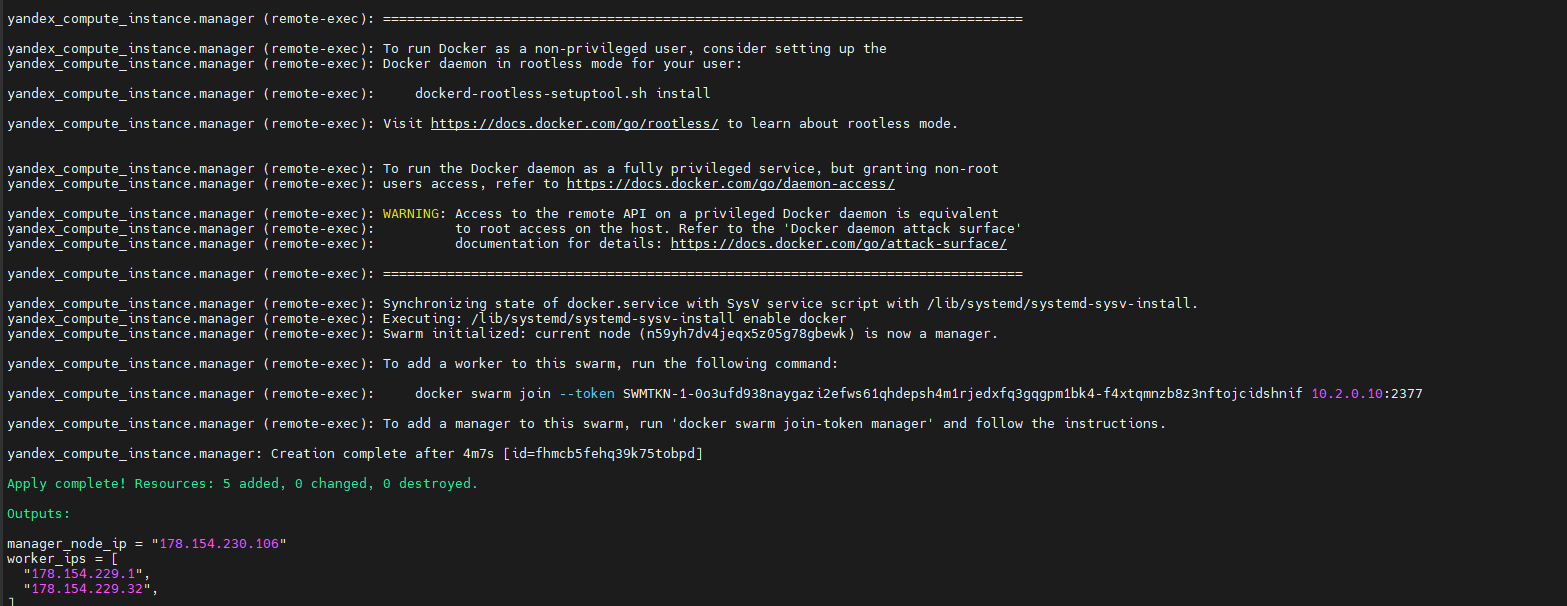 yandex_compute_instance.manager (remote-exec): ================================================================================
yandex_compute_instance.manager (remote-exec): To run Docker as a non-privileged user, consider setting up the
yandex_compute_instance.manager (remote-exec): Docker daemon in rootless mode for your user:
yandex_compute_instance.manager (remote-exec):     dockerd-rootless-setuptool.sh install
yandex_compute_instance.manager (remote-exec): Visit https://docs.docker.com/go/rootless/ to learn about rootless mode.
yandex_compute_instance.manager (remote-exec): To run the Docker daemon as a fully privileged service, but granting non-root
yandex_compute_instance.manager (remote-exec): users access, refer to https://docs.docker.com/go/daemon-access/
yandex_compute_instance.manager (remote-exec): WARNING: Access to the remote API on a privileged Docker daemon is equivalent
yandex_compute_instance.manager (remote-exec):          to root access on the host. Refer to the 'Docker daemon attack surface'
yandex_compute_instance.manager (remote-exec):          documentation for details: https://docs.docker.com/go/attack-surface/
yandex_compute_instance.manager (remote-exec): ================================================================================
yandex_compute_instance.manager (remote-exec): Synchronizing state of docker.service with SysV service script with /lib/systemd/systemd-sysv-install.
yandex_compute_instance.manager (remote-exec): Executing: /lib/systemd/systemd-sysv-install enable docker
yandex_compute_instance.manager (remote-exec): Swarm initialized: current node (n59yh7dv4jeqx5z05g78gbewk) is now a manager.
yandex_compute_instance.manager (remote-exec): To add a worker to this swarm, run the following command:
yandex_compute_instance.manager (remote-exec):     docker swarm join --token SWMTKN-1-0o3ufd938naygazi2efws61qhdepsh4m1rjedxfq3gqgpm1bk4-f4xtqmnzb8z3nftojcidshnif 10.2.0.10:2377
yandex_compute_instance.manager (remote-exec): To add a manager to this swarm, run 'docker swarm join-token manager' and follow the instructions.
yandex_compute_instance.manager: Creation complete after 4m7s [id=fhmcb5fehq39k75tobpd]
Apply complete! Resources: 5 added, 0 changed, 0 destroyed.
Outputs:
manager_node_ip = "178.154.230.106"
worker_ips = [
  "178.154.229.1",
  "178.154.229.32",
]